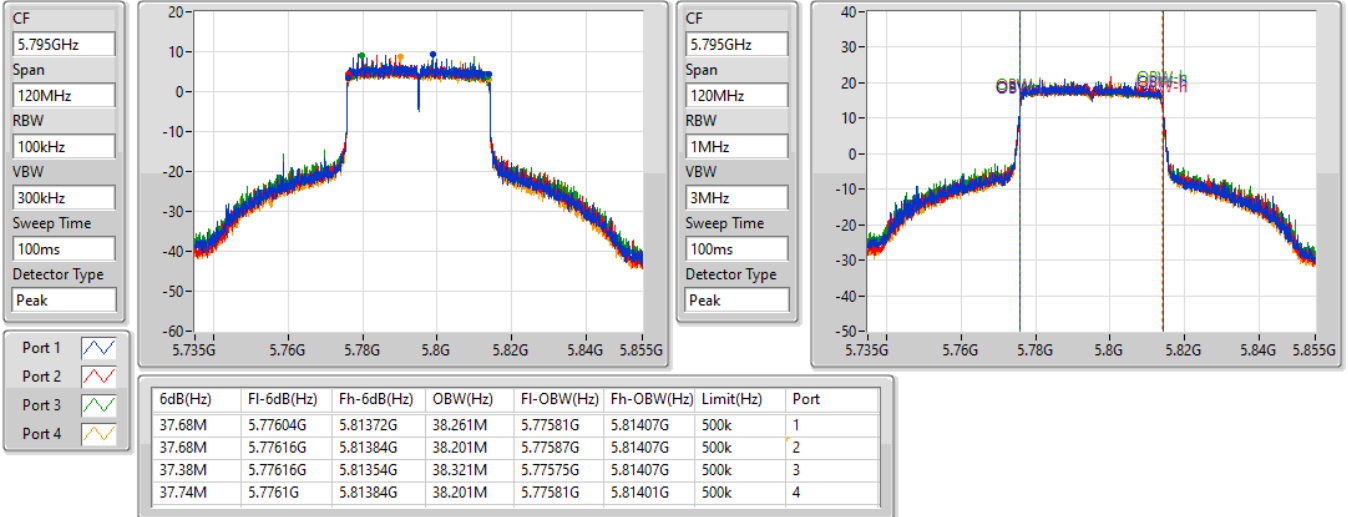 CF
5.795GHz
Span
120MHz
RBW
100kHz
VBW
300kHz
Sweep Time
100ms
Detector Type
Peak
20
10
0
-10
-20
-30
-40
-50
-60
5.735G 5.76G 5.78G 5.8G 5.82G 5.84G 5.855G
CF
5.795GHz
Span
120MHz
RBW
1MHz
VBW
3MHz
Sweep Time
100ms
Detector Type
Peak
40
30
20
10
0
-10
-20
-30
-40
-50
OBW-h
5.735G 5.76G 5.78G 5.8G 5.82G 5.84G 5.855G
Port 1
Port 2
Port 3
Port 4
6dB(Hz) Fl-6dB(Hz) Fh-6dB(Hz) OBW(Hz) Fl-OBW(Hz) Fh-OBW(Hz) Limit(Hz) Port
37.68M 5.77604G 5.81372G 38.261M 5.77581G 5.81407G 500k 1
37.68M 5.77616G 5.81384G 38.201M 5.77587G 5.81407G 500k 2
37.38M 5.77616G 5.81354G 38.321M 5.77575G 5.81407G 500k 3
37.74M 5.7761G 5.81384G 38.201M 5.77581G 5.81401G 500k 4